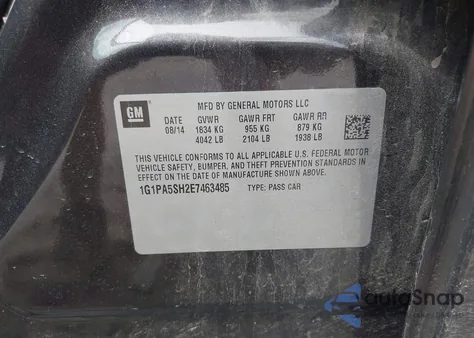 GM
MFD BY GENERAL MOTORS LLC
DATE GVWR GAWR FRT GAWR RR
08/14 1834 KG 955 KG 879 KG
4042 LB 2104 LB 1938 LB
THIS VEHICLE CONFORMS TO ALL APPLICABLE U.S. FEDERAL MOTOR
VEHICLE SAFETY, BUMPER, AND THEFT PREVENTION STANDARDS IN
EFFECT ON THE DATE OF MANUFACTURE SHOWN ABOVE.
1G1PA5SH2E7463485 TYPE: PASS CAR
autoSnap